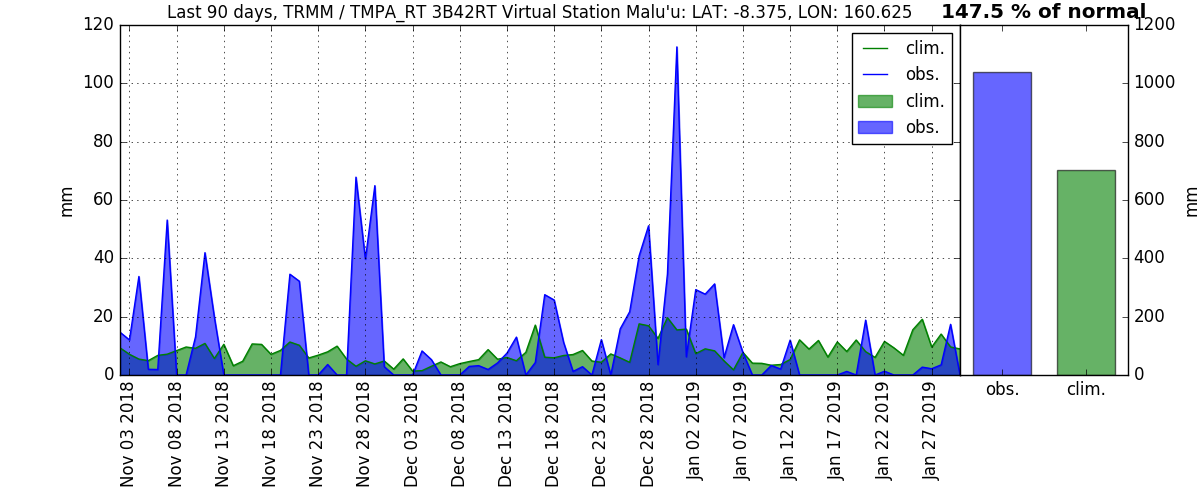 Last 90 days, TRMM / TMPA_RT 3B42RT Virtual Station Malu'u: LAT: -8.375, LON: 160.625
147.5 % of normal
120
100
80
60
40
20
0
mm
clim.
obs.
clim.
obs.
1200
1000
800
600
400
200
0
mm
Nov 03 2018
Nov 08 2018
Nov 13 2018
Nov 18 2018
Nov 23 2018
Nov 28 2018
Dec 03 2018
Dec 08 2018
Dec 13 2018
Dec 18 2018
Dec 23 2018
Dec 28 2018
Jan 02 2019
Jan 07 2019
Jan 12 2019
Jan 17 2019
Jan 22 2019
Jan 27 2019
obs.
clim.